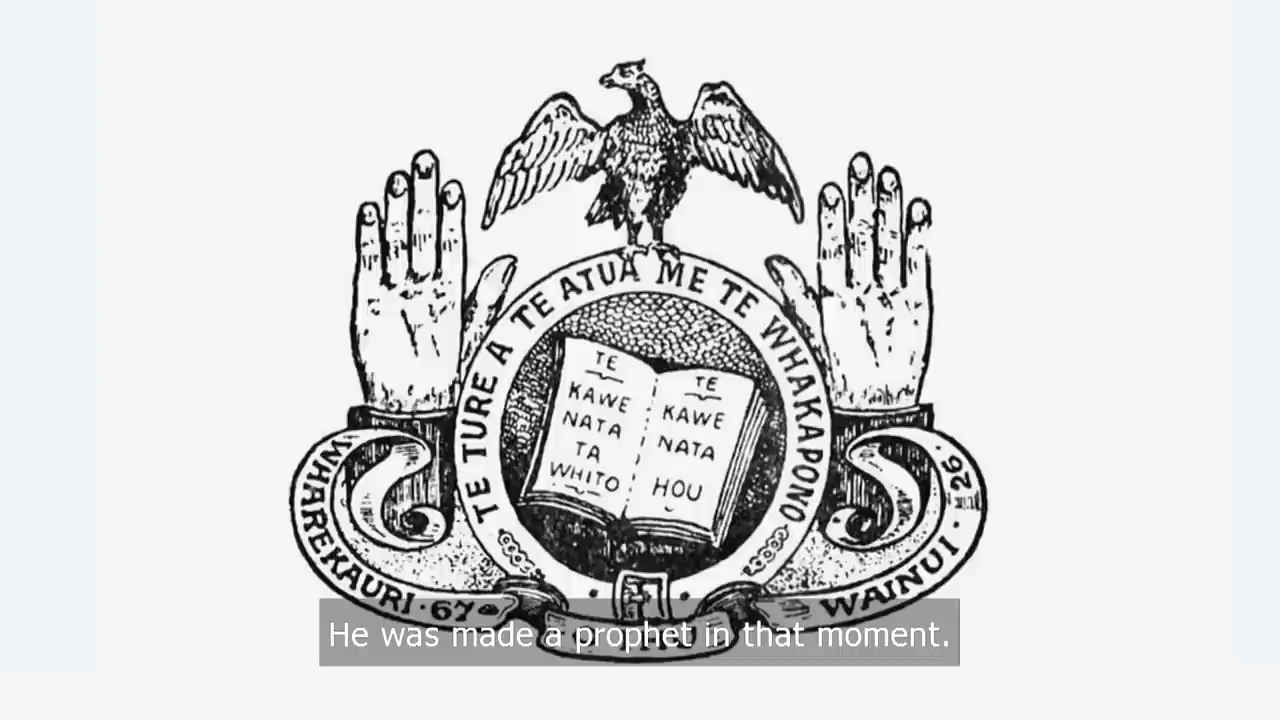 TE TURE A TE ATUA ME TE WHAKAPONO
TE
KAWE
NATA
TA
WHITO
TE
KAWE
NATA
HOU
WHAREKAURI · 67
WAINUI · 26 ·
He was made a prophet in that moment.